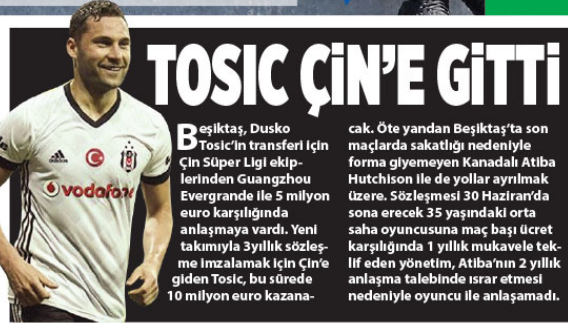 TOSIC ÇİN'E GİTTİ
Beşiktaş, Dusko
Tosic'in transferi için
Çin Süper Ligi ekip-
lerinden Guangzhou
Evergrande ile 5 milyon
euro karşılığında
anlaşmaya vardı. Yeni
takımıyla 3yıllık sözleş-
me imzalamak için Çin'e
giden Tosic, bu sürede
10 milyon euro kazana-
cak. Öte yandan Beşiktaş'ta son
maçlarda sakatlığı nedeniyle
forma giyemeyen Kanadalı Atiba
Hutchison ile de yollar ayrılmak
üzere. Sözleşmesi 30 Haziran'da
sona erecek 35 yaşındaki orta
saha oyuncusuna maç başı ücret
karşılığında 1 yıllık mukavele tek-
lif eden yönetim, Atiba'nın 2 yıllık
anlaşma talebinde ısrar etmesi
nedeniyle oyuncu ile anlaşamadı.
adidas
vodafone